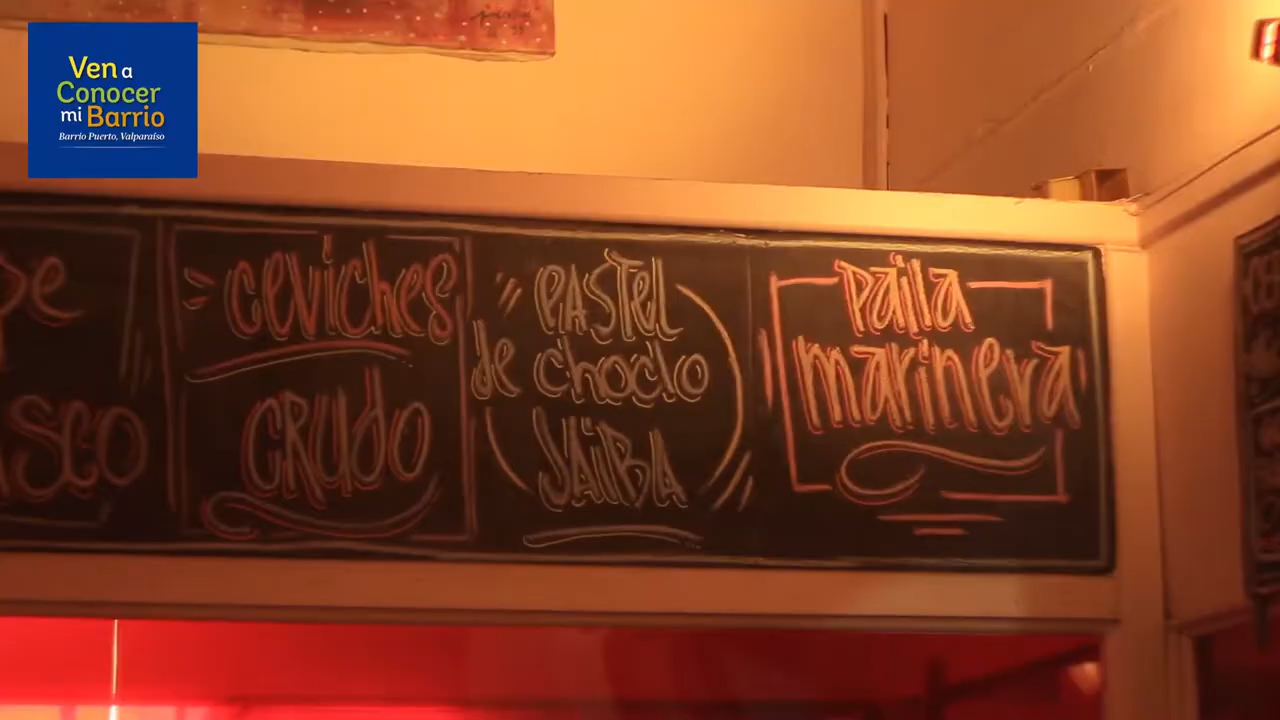 Ven a
Conocer
mi Barrio
Barrio Puerto, Valparaíso
ceviches
CRUdo
PASTEL
de choclo
JAiBA
Paila
marinera